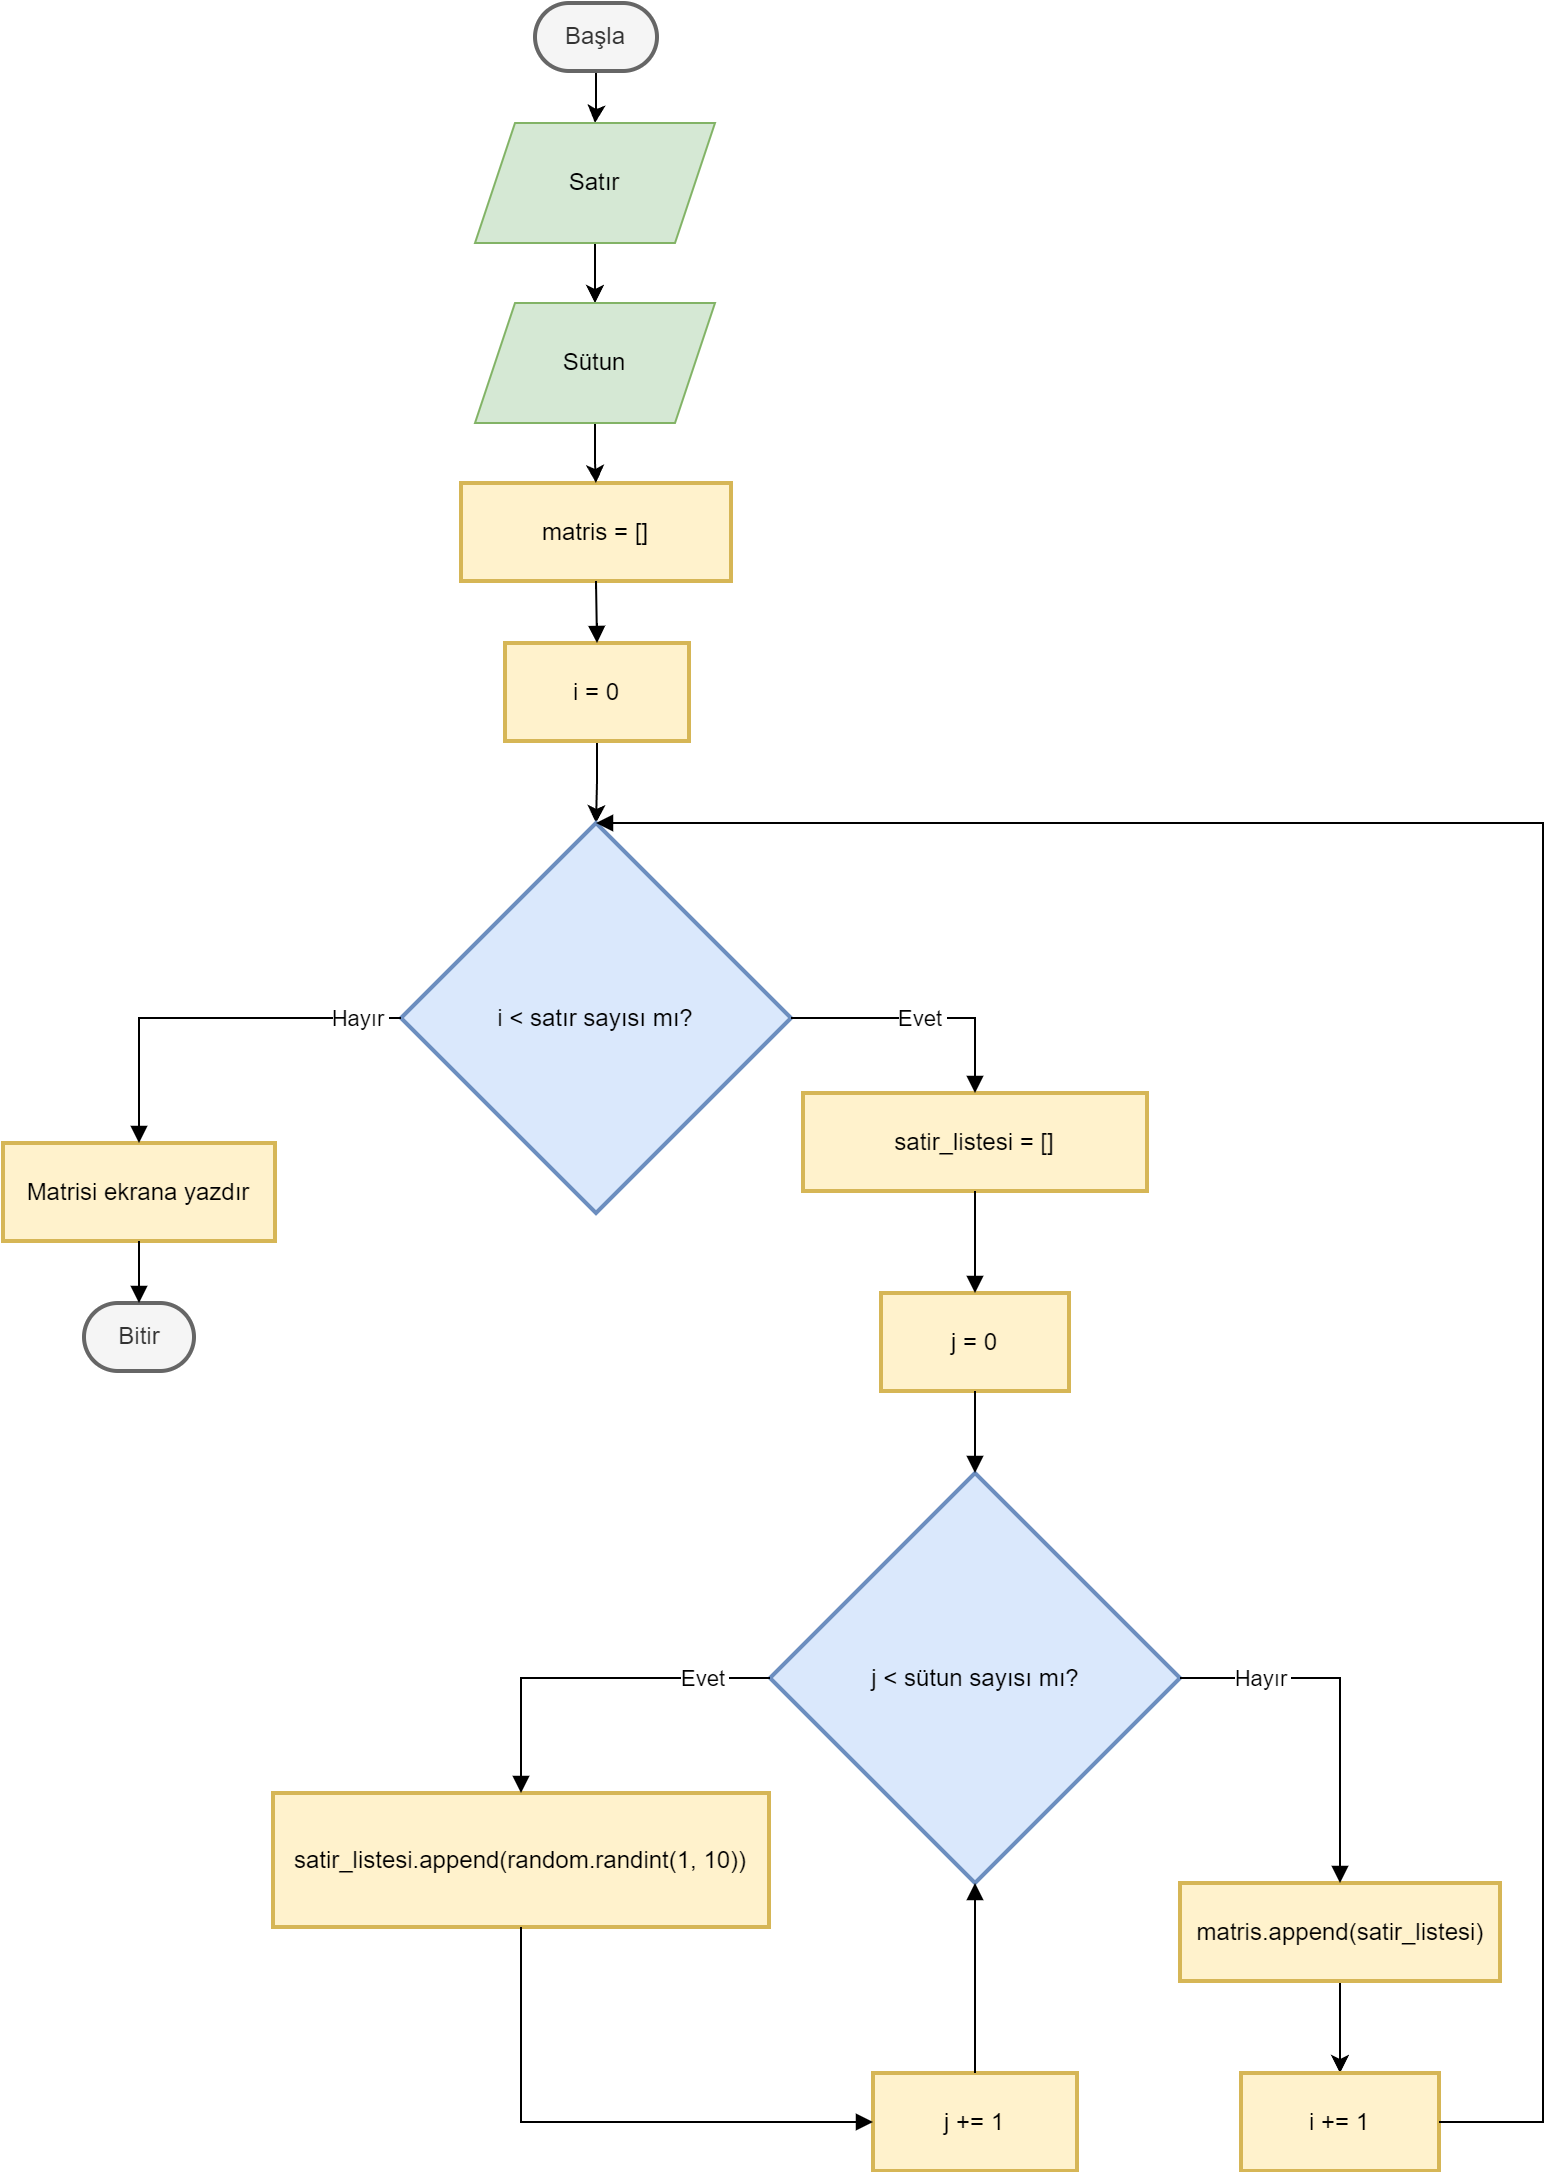 Başla
Satır
Sütun
matris = []
i = 0
i < satır sayısı mı?
Hayır
Evet
satir_listesi = []
Matrisi ekrana yazdır
Bitir
j = 0
j < sütun sayısı mı?
Evet
Hayır
satir_listesi.append(random.randint(1, 10))
matris.append(satir_listesi)
j += 1
i += 1